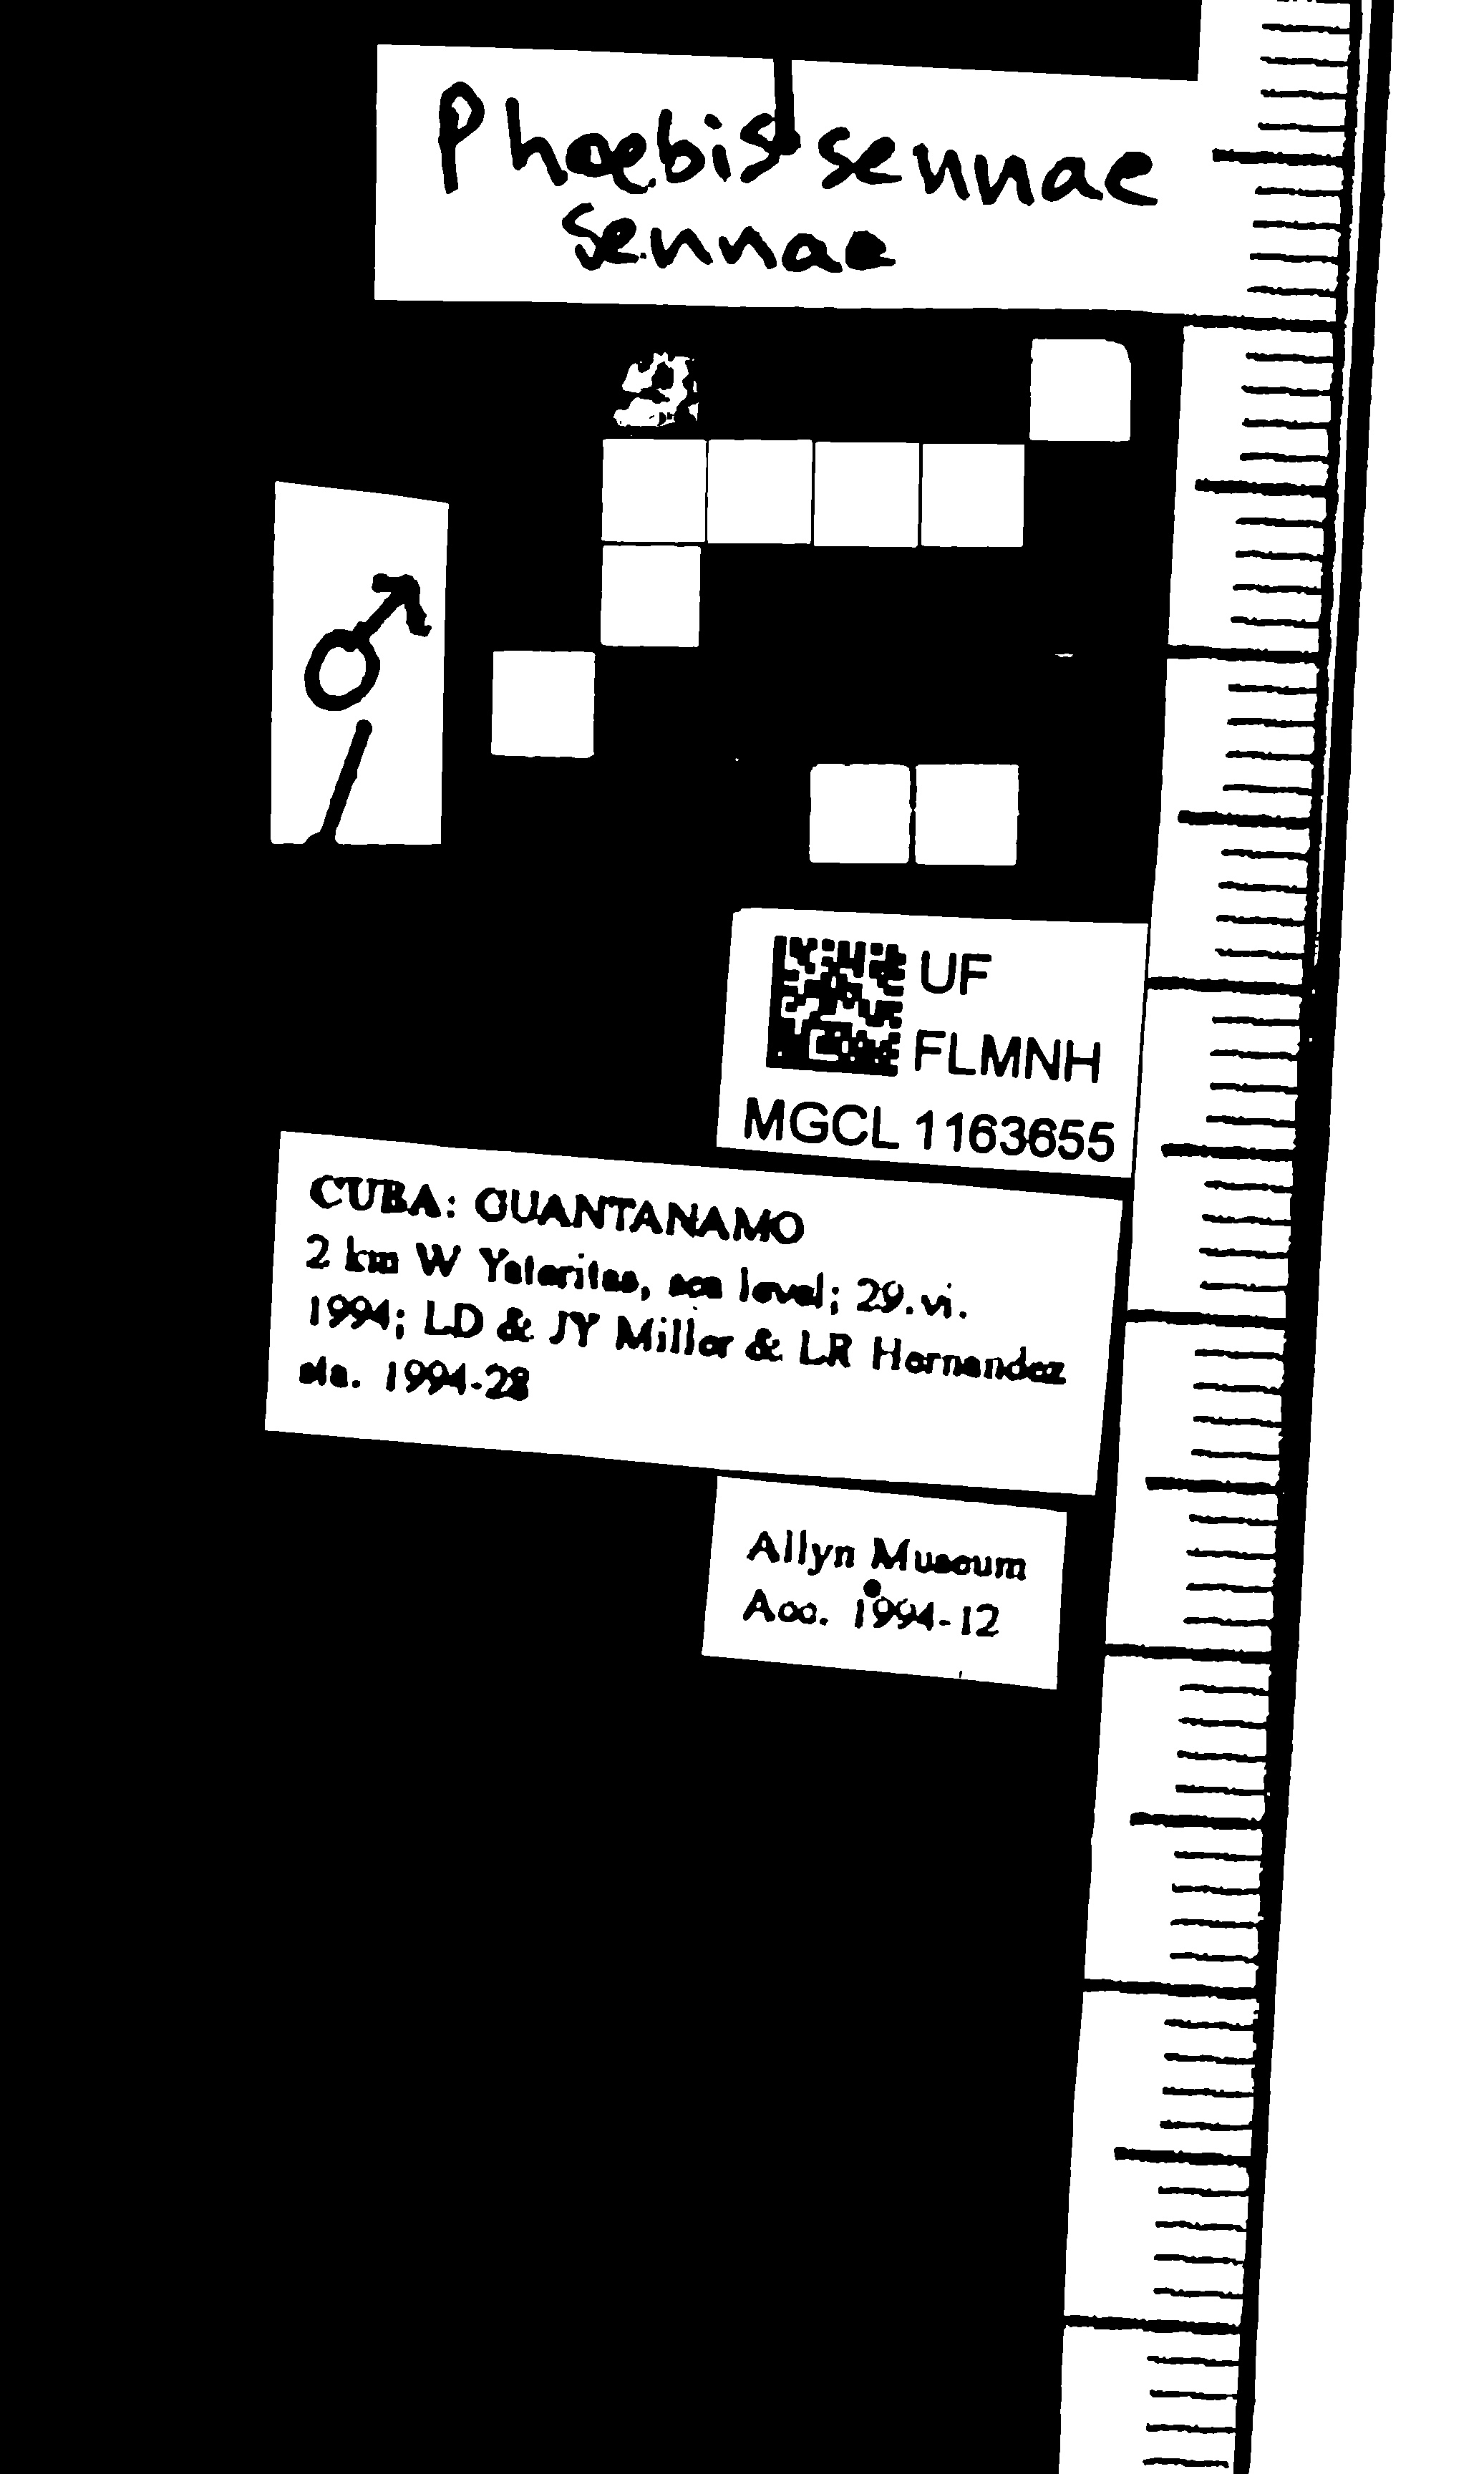 Phoebis sennae
sennae
♂
UF
FLMNH
MGCL 1163655
CUBA: GUANTANAMO
2 km W Yateritas, sea level; 29.vi.
1994; LD & JY Miller & LR Hernandez
sta. 1994-28
Allyn Museum
Acc. 1994-12